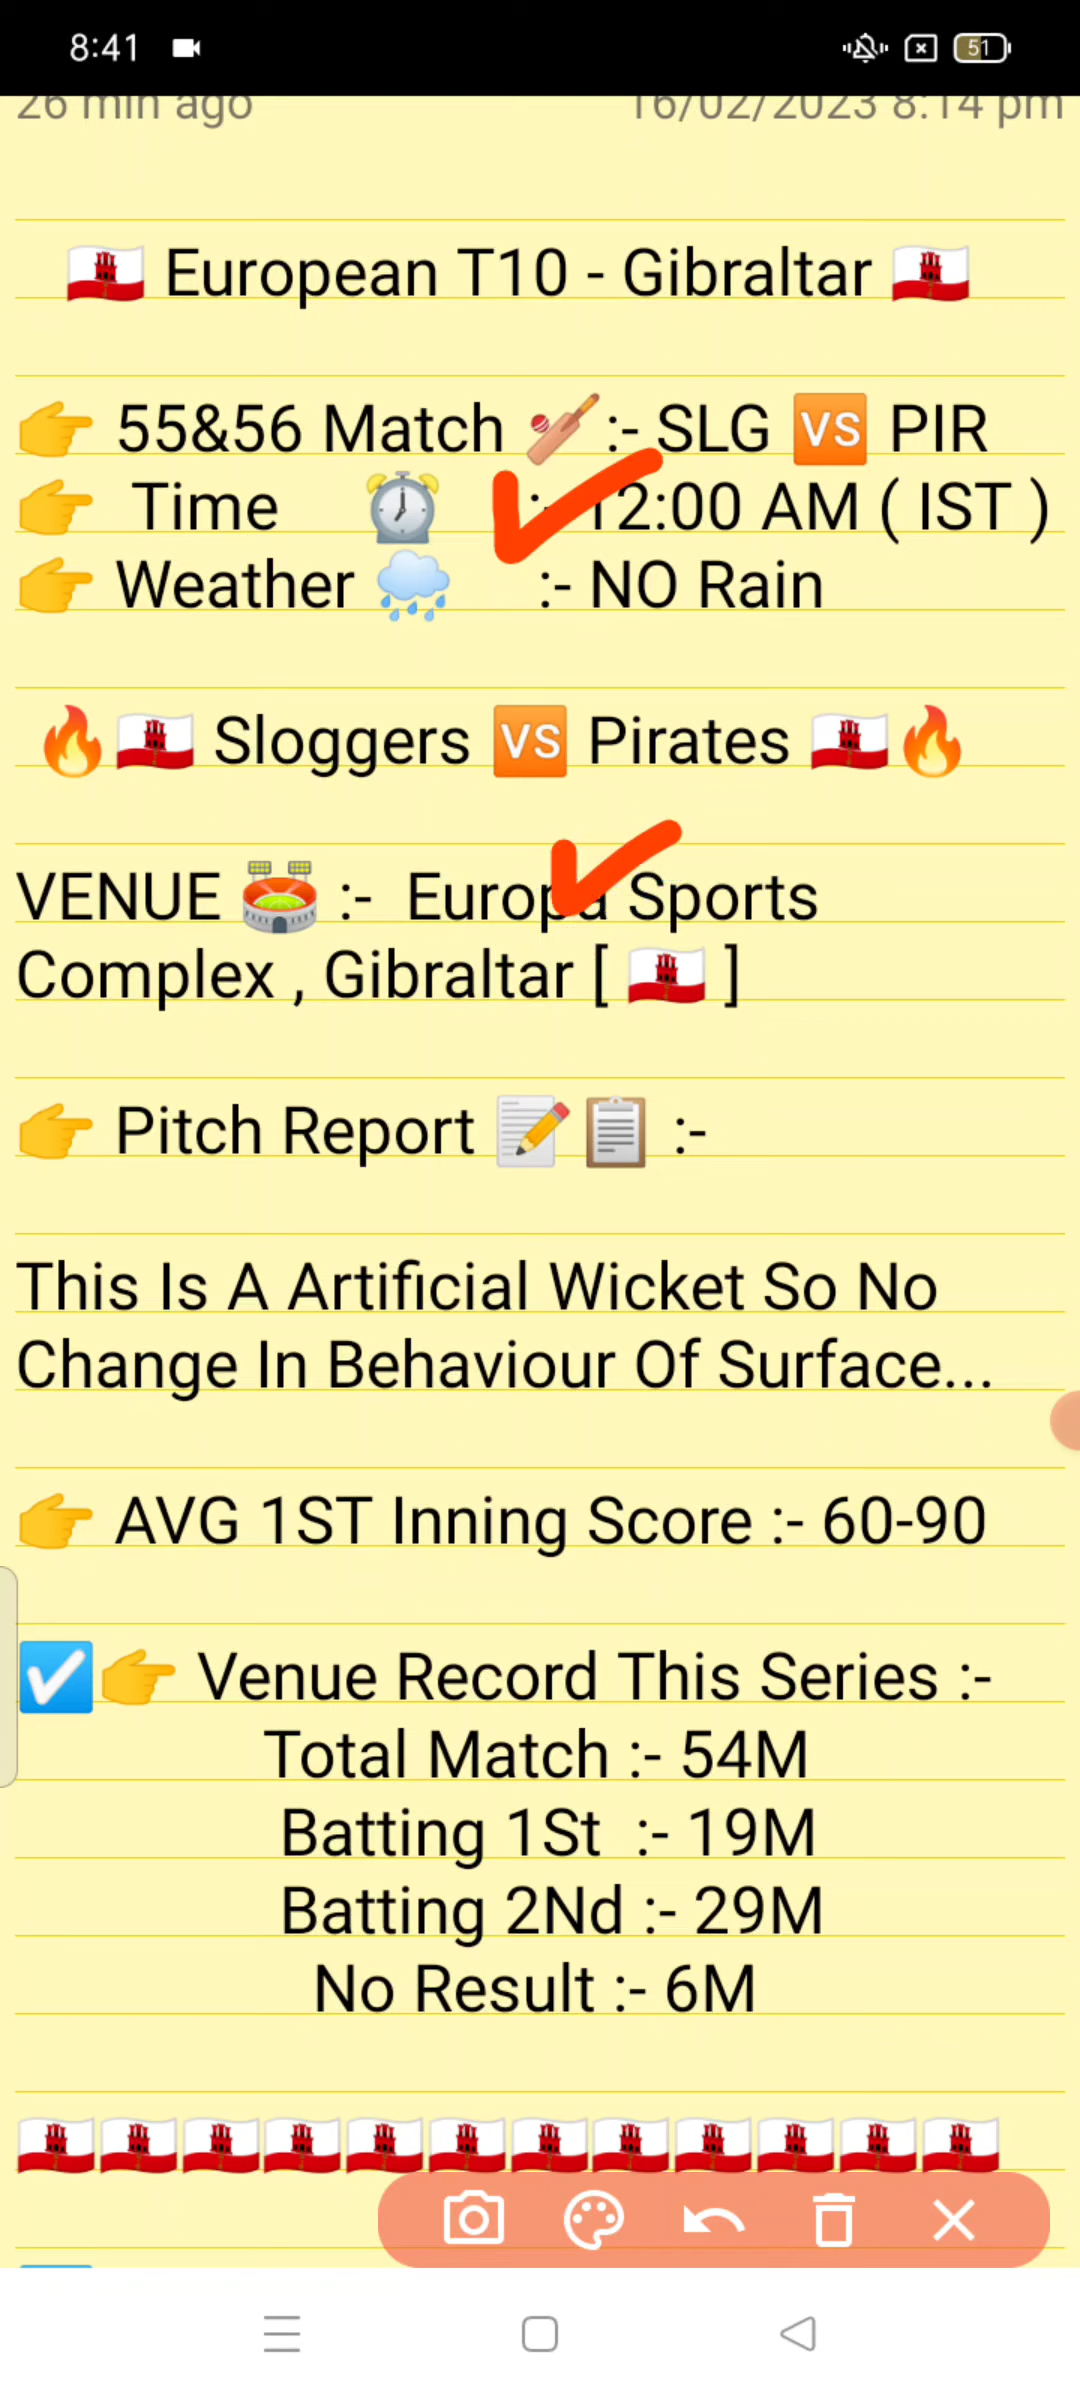 8:41 51
26 min ago 16/02/2023 8:14 pm
European T10 - Gibraltar
55&56 Match :- SLG VS PIR
Time :- 12:00 AM ( IST )
Weather :- NO Rain
Sloggers VS Pirates
VENUE :- Europa Sports
Complex , Gibraltar [ ]
Pitch Report :-
This Is A Artificial Wicket So No
Change In Behaviour Of Surface...
AVG 1ST Inning Score :- 60-90
Venue Record This Series :-
Total Match :- 54M
Batting 1St :- 19M
Batting 2Nd :- 29M
No Result :- 6M